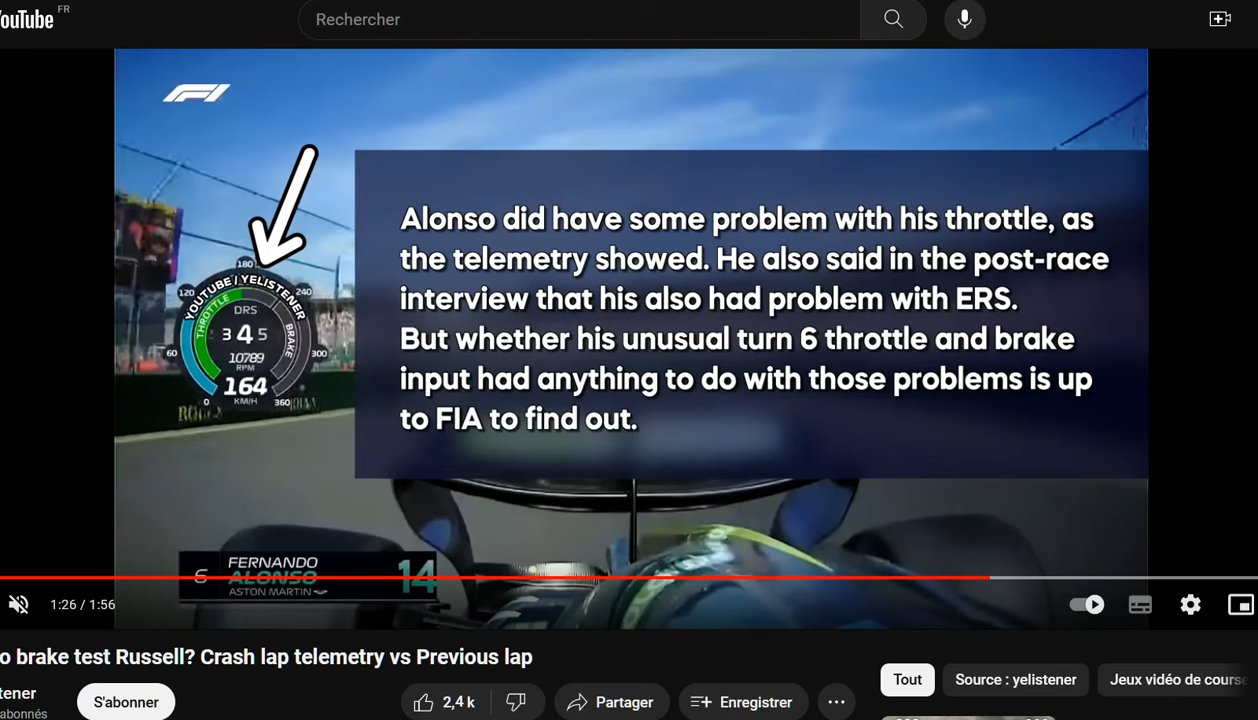 YouTube FR
Rechercher
F1
Alonso did have some problem with his throttle, as
the telemetry showed. He also said in the post-race
interview that his also had problem with ERS.
But whether his unusual turn 6 throttle and brake
input had anything to do with those problems is up
to FIA to find out.
180
120
240
YOUTUBE / YELISTENER
THROTTLE
DRS
BRAKE
3 4 5
60
300
10789
RPM
164
0
KM/H
360
ROLEX
6
FERNANDO
ALONSO
14
ASTON MARTIN
1:26 / 1:56
o brake test Russell? Crash lap telemetry vs Previous lap
Tout
Source : yelistener
Jeux vidéo de course
tener
abonnés
S'abonner
2,4 k
Partager
Enregistrer